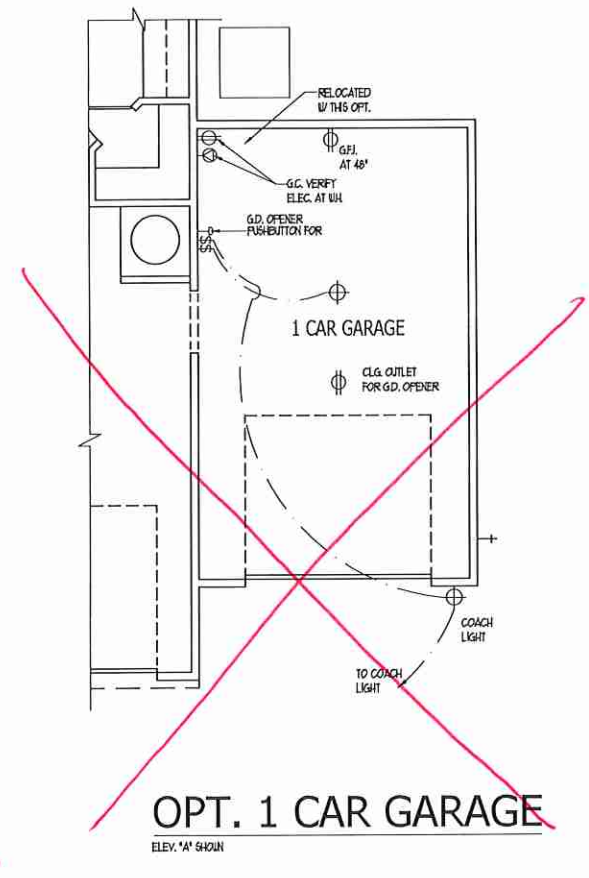 RELOCATED
W/ THIS OPT.
G.F.I.
AT 48"
G.C. VERIFY
ELEC. AT W.H.
G.D. OPENER
PUSHBUTTON FOR
$$
1 CAR GARAGE
CLG. OUTLET
FOR G.D. OPENER
COACH
LIGHT
TO COACH
LIGHT
OPT. 1 CAR GARAGE
ELEV. "A" SHOWN